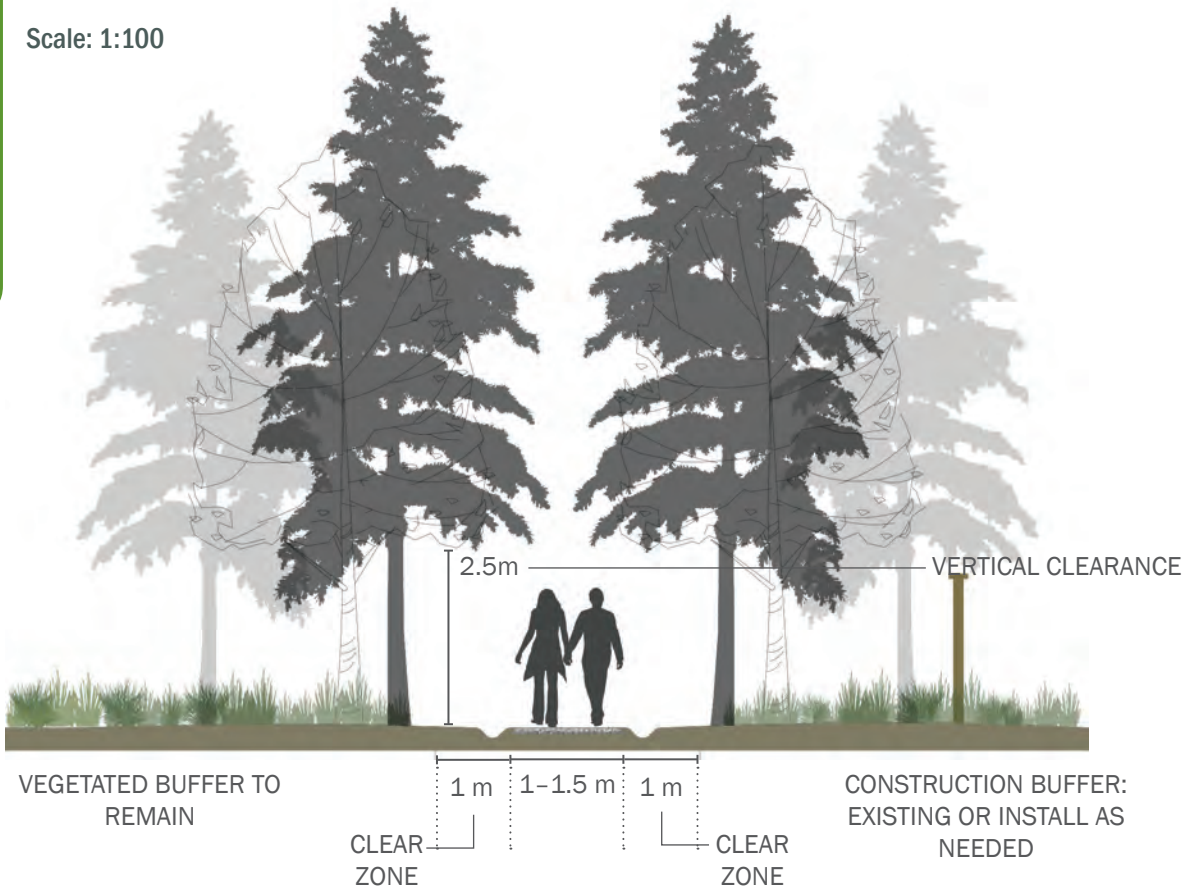 Scale: 1:100
2.5m
VERTICAL CLEARANCE
VEGETATED BUFFER TO
REMAIN
1 m
1–1.5 m
1 m
CONSTRUCTION BUFFER:
EXISTING OR INSTALL AS
NEEDED
CLEAR
ZONE
CLEAR
ZONE